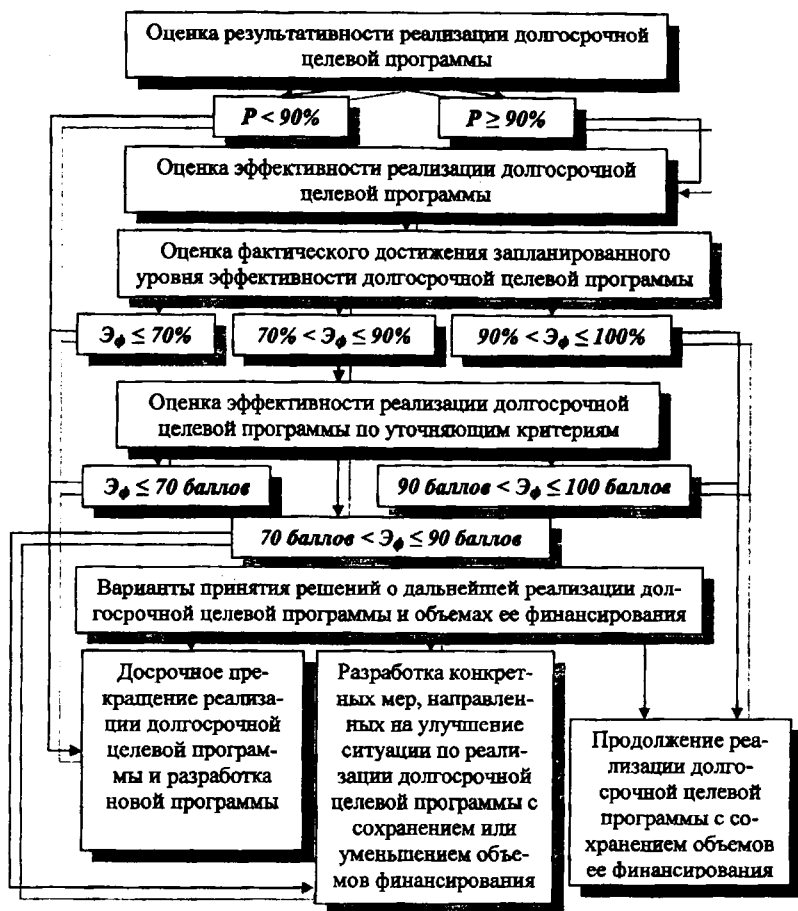 Оценка результативности реализации долгосрочной
целевой программы
P < 90%
P ≥ 90%
Оценка эффективности реализации долгосрочной
целевой программы
Оценка фактического достижения запланированного
уровня эффективности долгосрочной целевой программы
Эф ≤ 70%
70% < Эф ≤ 90%
90% < Эф ≤ 100%
Оценка эффективности реализации долгосрочной
целевой программы по уточняющим критериям
Эф ≤ 70 баллов
90 баллов < Эф ≤ 100 баллов
70 баллов < Эф ≤ 90 баллов
Варианты принятия решений о дальнейшей реализации дол-
госрочной целевой программы и объемах ее финансирования
Досрочное пре-
кращение реализа-
ции долгосрочной
целевой програм-
мы и разработка
новой программы
Разработка конкрет-
ных мер, направлен-
ных на улучшение
ситуации по реали-
зации долгосрочной
целевой программы с
сохранением или
уменьшением объе-
мов финансирования
Продолжение реа-
лизации долго-
срочной целевой
программы с со-
хранением объемов
ее финансирования